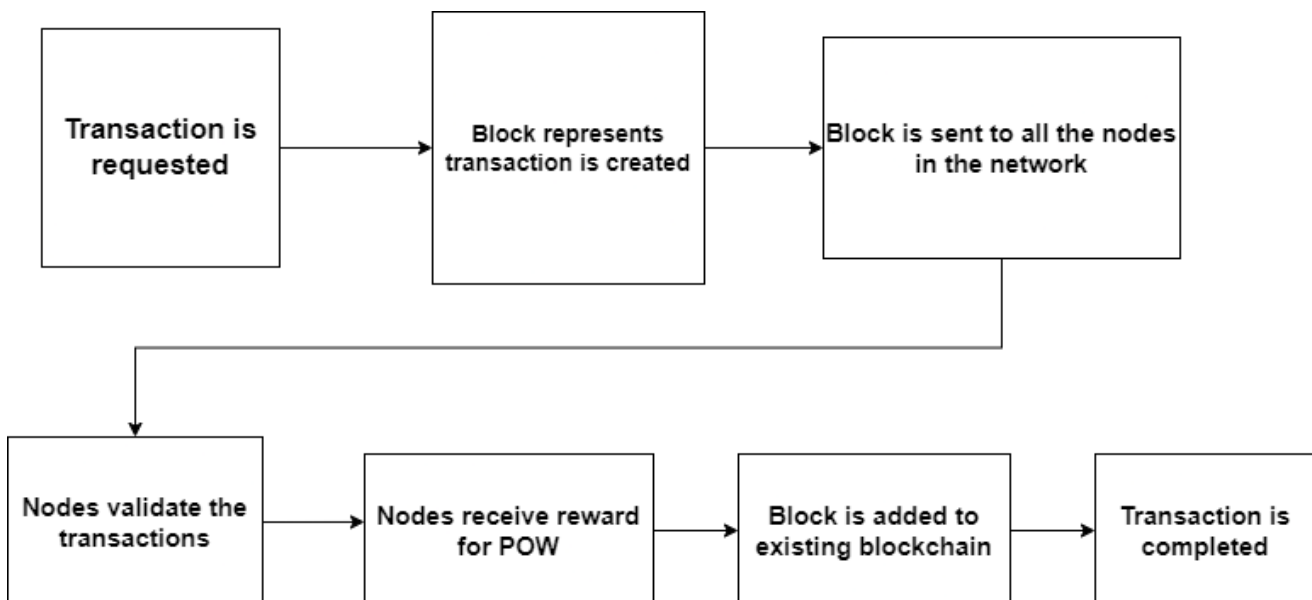 Transaction is
requested
Block represents
transaction is created
Block is sent to all the nodes
in the network
Nodes validate the
transactions
Nodes receive reward
for POW
Block is added to
existing blockchain
Transaction is
completed